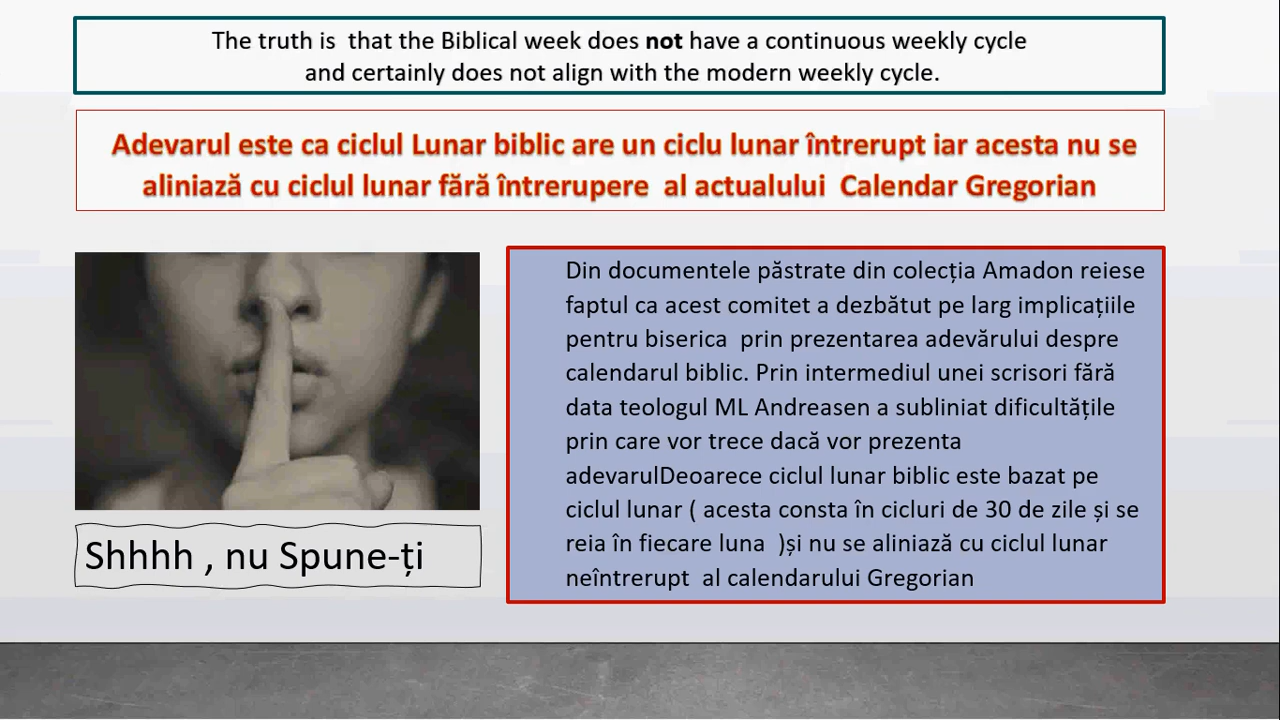 The truth is that the Biblical week does not have a continuous weekly cycle
and certainly does not align with the modern weekly cycle.
Adevarul este ca ciclul Lunar biblic are un ciclu lunar întrerupt iar acesta nu se
aliniază cu ciclul lunar fără întrerupere al actualului Calendar Gregorian
Din documentele păstrate din colecția Amadon reiese
faptul ca acest comitet a dezbătut pe larg implicațiile
pentru biserica prin prezentarea adevărului despre
calendarul biblic. Prin intermediul unei scrisori fără
data teologul ML Andreasen a subliniat dificultățile
prin care vor trece dacă vor prezenta
adevarulDeoarece ciclul lunar biblic este bazat pe
ciclul lunar ( acesta consta în cicluri de 30 de zile și se
reia în fiecare luna )și nu se aliniază cu ciclul lunar
neîntrerupt al calendarului Gregorian
Shhhh , nu Spune-ți